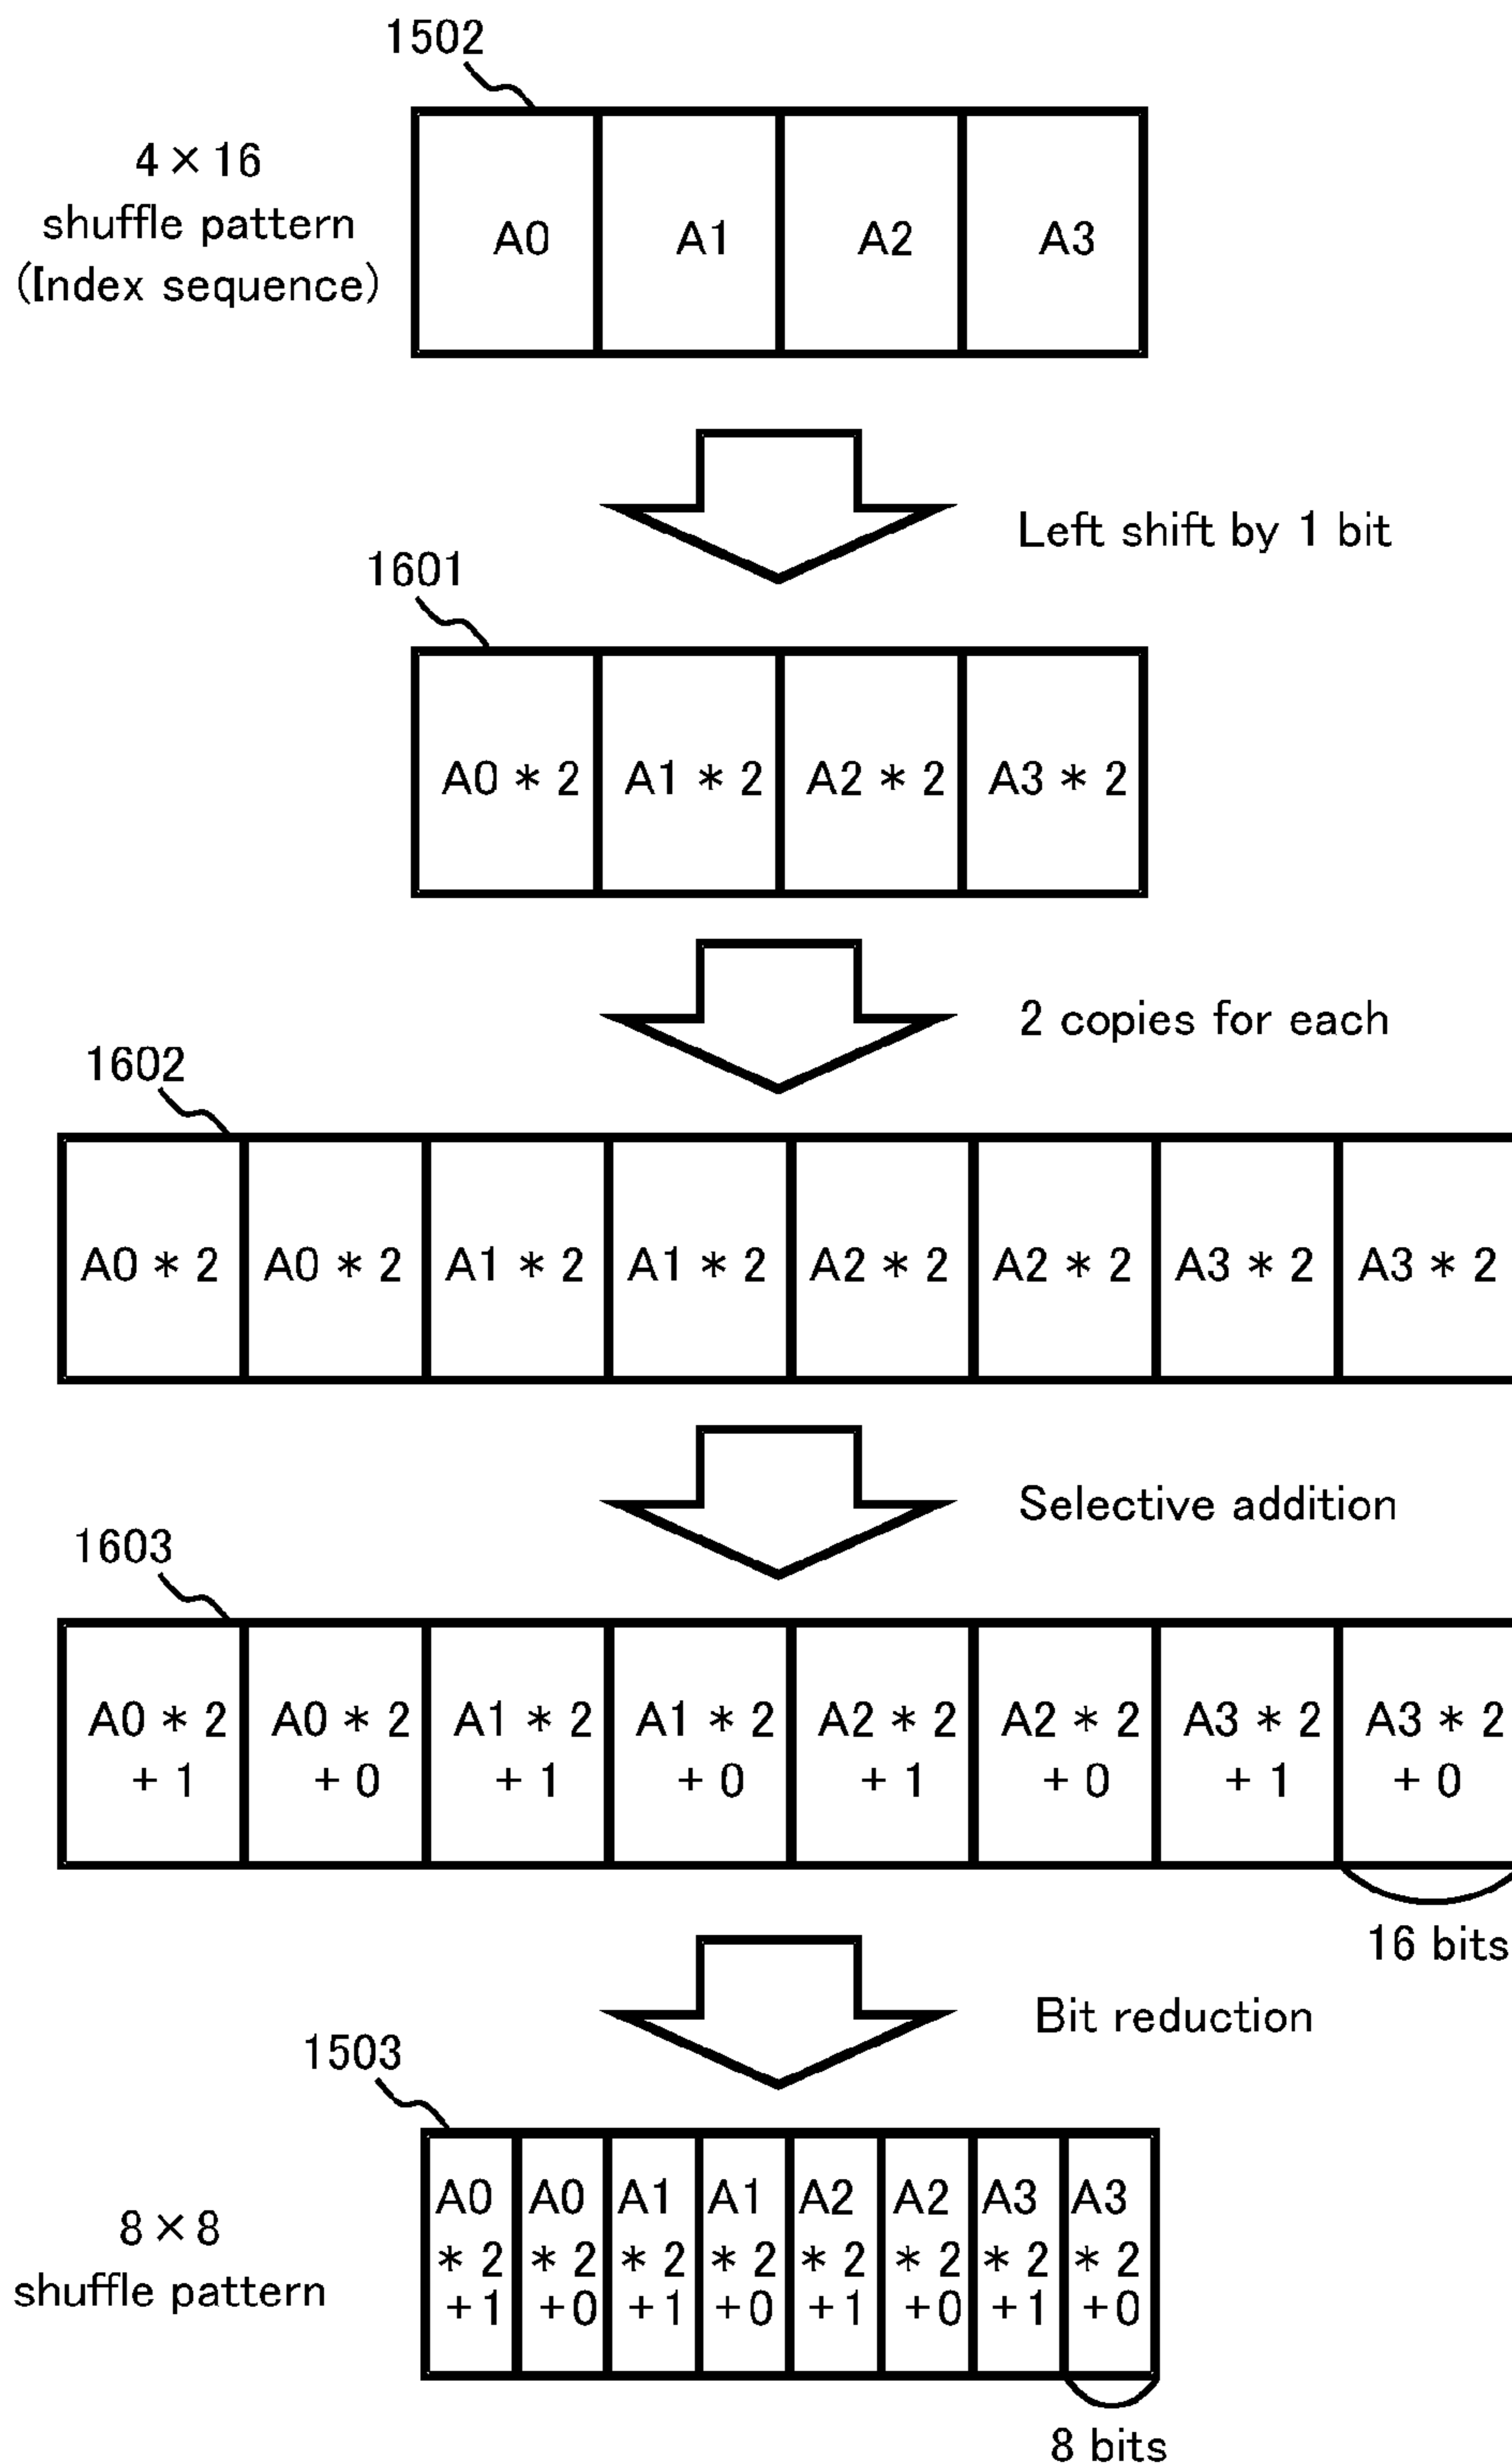 1502
4×16
shuffle pattern
(Index sequence)
A0 A1 A2 A3
Left shift by 1 bit
1601
A0 * 2 A1 * 2 A2 * 2 A3 * 2
2 copies for each
1602
A0 * 2 A0 * 2 A1 * 2 A1 * 2 A2 * 2 A2 * 2 A3 * 2 A3 * 2
Selective addition
1603
A0 * 2 A0 * 2 A1 * 2 A1 * 2 A2 * 2 A2 * 2 A3 * 2 A3 * 2
+ 1 + 0 + 1 + 0 + 1 + 0 + 1 + 0
16 bits
Bit reduction
1503
8×8
shuffle pattern
A0 A0 A1 A1 A2 A2 A3 A3
* 2 * 2 * 2 * 2 * 2 * 2 * 2 * 2
+1 +0 +1 +0 +1 +0 +1 +0
8 bits